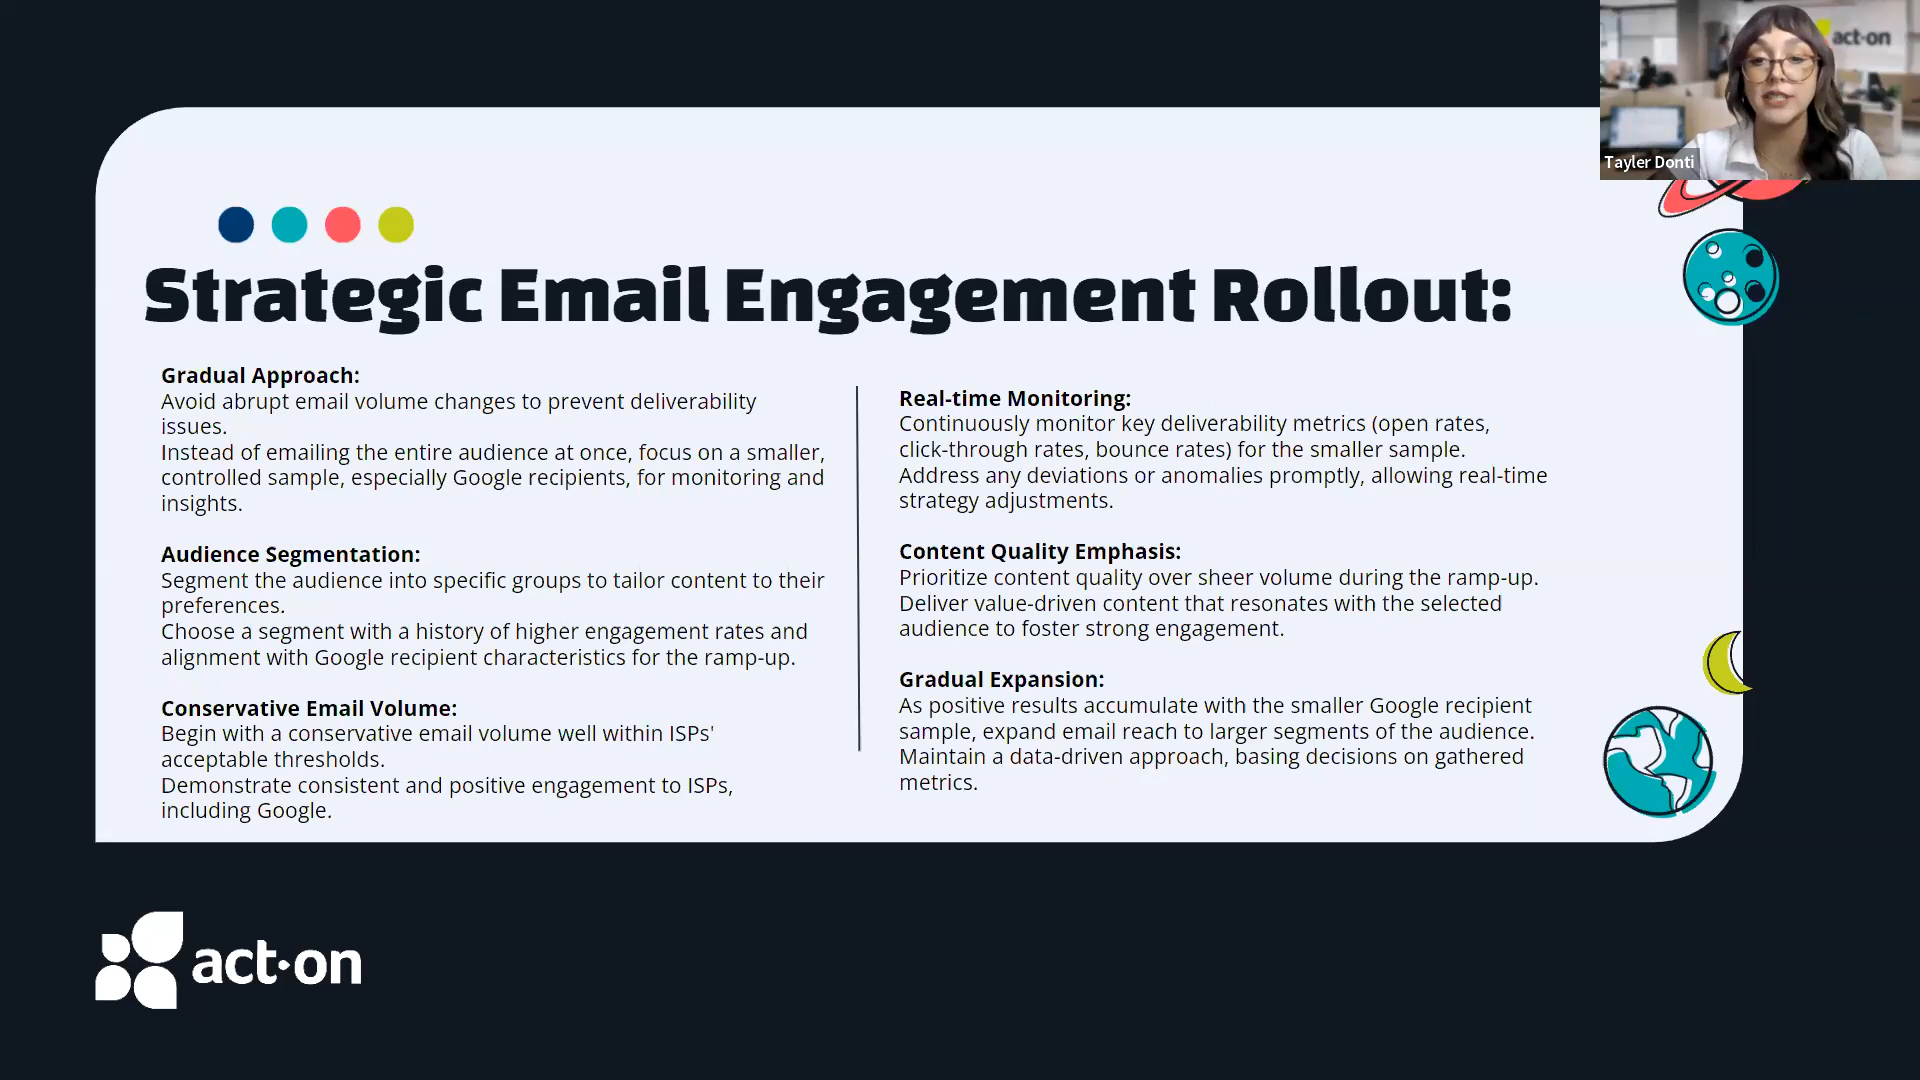 act-on
Tayler Donti
Strategic Email Engagement Rollout:
Gradual Approach:
Avoid abrupt email volume changes to prevent deliverability
issues.
Instead of emailing the entire audience at once, focus on a smaller,
controlled sample, especially Google recipients, for monitoring and
insights.
Audience Segmentation:
Segment the audience into specific groups to tailor content to their
preferences.
Choose a segment with a history of higher engagement rates and
alignment with Google recipient characteristics for the ramp-up.
Conservative Email Volume:
Begin with a conservative email volume well within ISPs'
acceptable thresholds.
Demonstrate consistent and positive engagement to ISPs,
including Google.
Real-time Monitoring:
Continuously monitor key deliverability metrics (open rates,
click-through rates, bounce rates) for the smaller sample.
Address any deviations or anomalies promptly, allowing real-time
strategy adjustments.
Content Quality Emphasis:
Prioritize content quality over sheer volume during the ramp-up.
Deliver value-driven content that resonates with the selected
audience to foster strong engagement.
Gradual Expansion:
As positive results accumulate with the smaller Google recipient
sample, expand email reach to larger segments of the audience.
Maintain a data-driven approach, basing decisions on gathered
metrics.
act-on